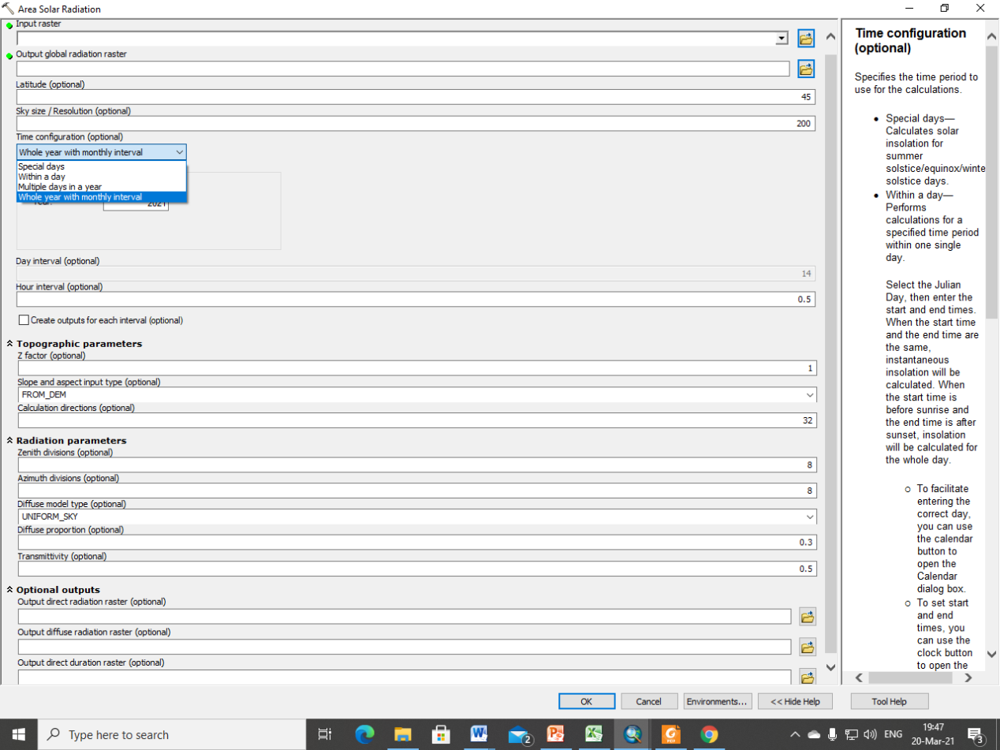 Area Solar Radiation
Input raster
Output global radiation raster
Latitude (optional)
45
Sky size / Resolution (optional)
200
Time configuration (optional)
Whole year with monthly interval
Special days
Within a day
Multiple days in a year
Whole year with monthly interval
Year:
2021
Day interval (optional)
14
Hour interval (optional)
0.5
Create outputs for each interval (optional)
Topographic parameters
Z factor (optional)
1
Slope and aspect input type (optional)
FROM_DEM
Calculation directions (optional)
32
Radiation parameters
Zenith divisions (optional)
8
Azimuth divisions (optional)
8
Diffuse model type (optional)
UNIFORM_SKY
Diffuse proportion (optional)
0.3
Transmittivity (optional)
0.5
Optional outputs
Output direct radiation raster (optional)
Output diffuse radiation raster (optional)
Output direct duration raster (optional)
Time configuration
(optional)
Specifies the time period to
use for the calculations.
Special days—
Calculates solar
insolation for
summer
solstice/equinox/winte
solstice days.
Within a day—
Performs
calculations for a
specified time period
within one single
day.
Select the Julian
Day, then enter the
start and end times.
When the start time
and the end time are
the same,
instantaneous
insolation will be
calculated. When
the start time is
before sunrise and
the end time is after
sunset, insolation
will be calculated for
the whole day.
To facilitate
entering the
correct day,
you can use
the calendar
button to
open the
Calendar
dialog box.
To set start
and end
times, you
can use the
clock button
to open the
OK
Cancel
Environments...
<< Hide Help
Tool Help
Type here to search
2
ENG
19:47
20-Mar-21
3